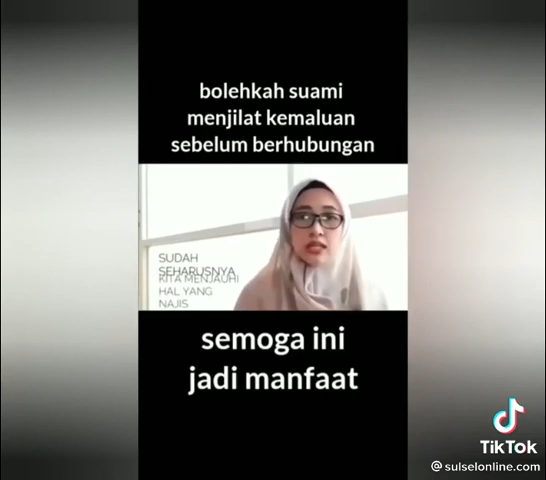 bolehkah suami
menjilat kemaluan
sebelum berhubungan
SUDAH
SEHARUSNYA
KITA MENJAUHI
HAL YANG
NAJIS
semoga ini
jadi manfaat
TikTok
@sulselonline.com